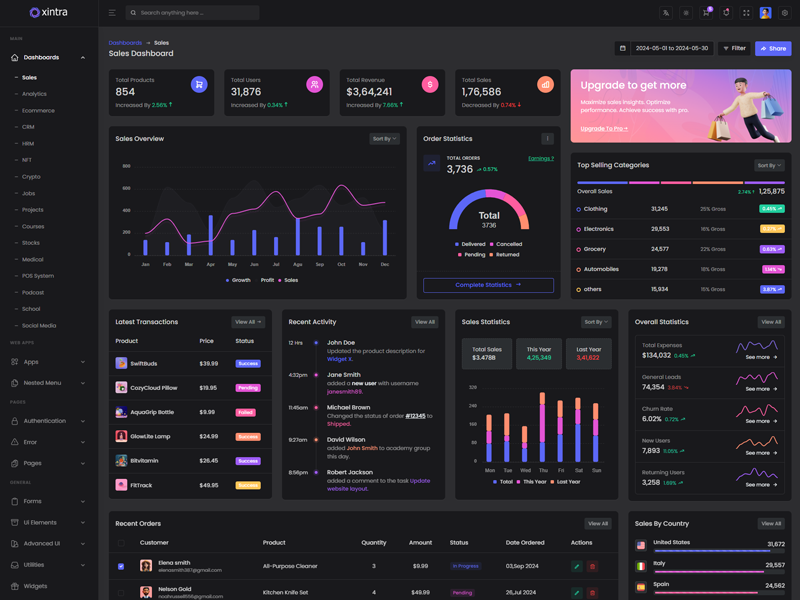 xintra
Search anything here ...
5
MAIN
Dashboards
Sales
Analytics
Ecommerce
CRM
HRM
NFT
Crypto
Jobs
Projects
Courses
Stocks
Medical
POS System
Podcast
School
Social Media
WEB APPS
Apps
Nested Menu
PAGES
Authentication
Error
Pages
GENERAL
Forms
UI Elements
Advanced UI
Utilities
Widgets
Dashboards → Sales
Sales Dashboard
2024-05-01 to 2024-05-30
Filter
Share
Total Products
854
Increased By 2.56%
Total Users
31,876
Increased By 0.34%
Total Revenue
$3,64,241
Increased By 7.66%
Total Sales
1,76,586
Decreased By 0.74%
Upgrade to get more
Maximize sales insights. Optimize
performance. Achieve success with pro.
Upgrade To Pro
Sales Overview
Sort By
800
600
400
200
0
Jan Feb Mar Apr May Jun Jul Ago Sep Oct Nov Dec
Growth Profit Sales
Order Statistics
TOTAL ORDERS
3,736 0.57%
Earnings ?
Total
3736
Delivered Cancelled
Pending Returned
Complete Statistics
Top Selling Categories
Sort By
Overall Sales 2.74% 1,25,875
Clothing 31,245 25% Gross 0.45%
Electronics 29,553 16% Gross
Grocery 24,577 22% Gross 0.63%
Automobiles 19,278 18% Gross 1.14%
others 15,934 15% Gross 3.87%
Latest Transactions
View All
Product Price Status
SwiftBuds $39.99 Success
CozyCloud Pillow $19.95 Pending
AquaGrip Bottle $9.99 Failed
GlowLite Lamp $24.99 Success
Bitvitamin $26.45 Success
FitTrack $49.95 Success
Recent Activity
View All
12 Hrs
John Doe
Updated the product description for
Widget X.
4:32pm
Jane Smith
added a new user with username
janesmith89.
11:45am
Michael Brown
Changed the status of order #12345 to
Shipped.
9:27am
David Wilson
added John Smith to academy group
this day.
8:56pm
Robert Jackson
added a comment to the task Update
website layout.
Sales Statistics
Sort By
Total Sales
$3.478B
This Year
4,25,349
Last Year
3,41,622
320
240
160
80
0
Mon Tue Wed Thu Fri Sat Sun
Total This Year Last Year
Overall Statistics
View All
Total Expenses
$134,032 0.45%
See more
General Leads
74,354 3.84%
See more
Churn Rate
6.02% 0.72%
See more
New Users
7,893 11.05%
See more
Returning Users
3,258 1.69%
See more
Recent Orders
View All
Customer Product Quantity Amount Status Date Ordered Actions
Elena smith
elenasmith387@gmail.com
All-Purpose Cleaner 3 $9.99 In Progress 03,Sep 2024
Nelson Gold
noahrussell556@gmail.com
Kitchen Knife Set 4 $49.99 Pending 26,Jul 2024
Sales By Country
View All
United States 31,672
Italy 29,557
Spain 24,562